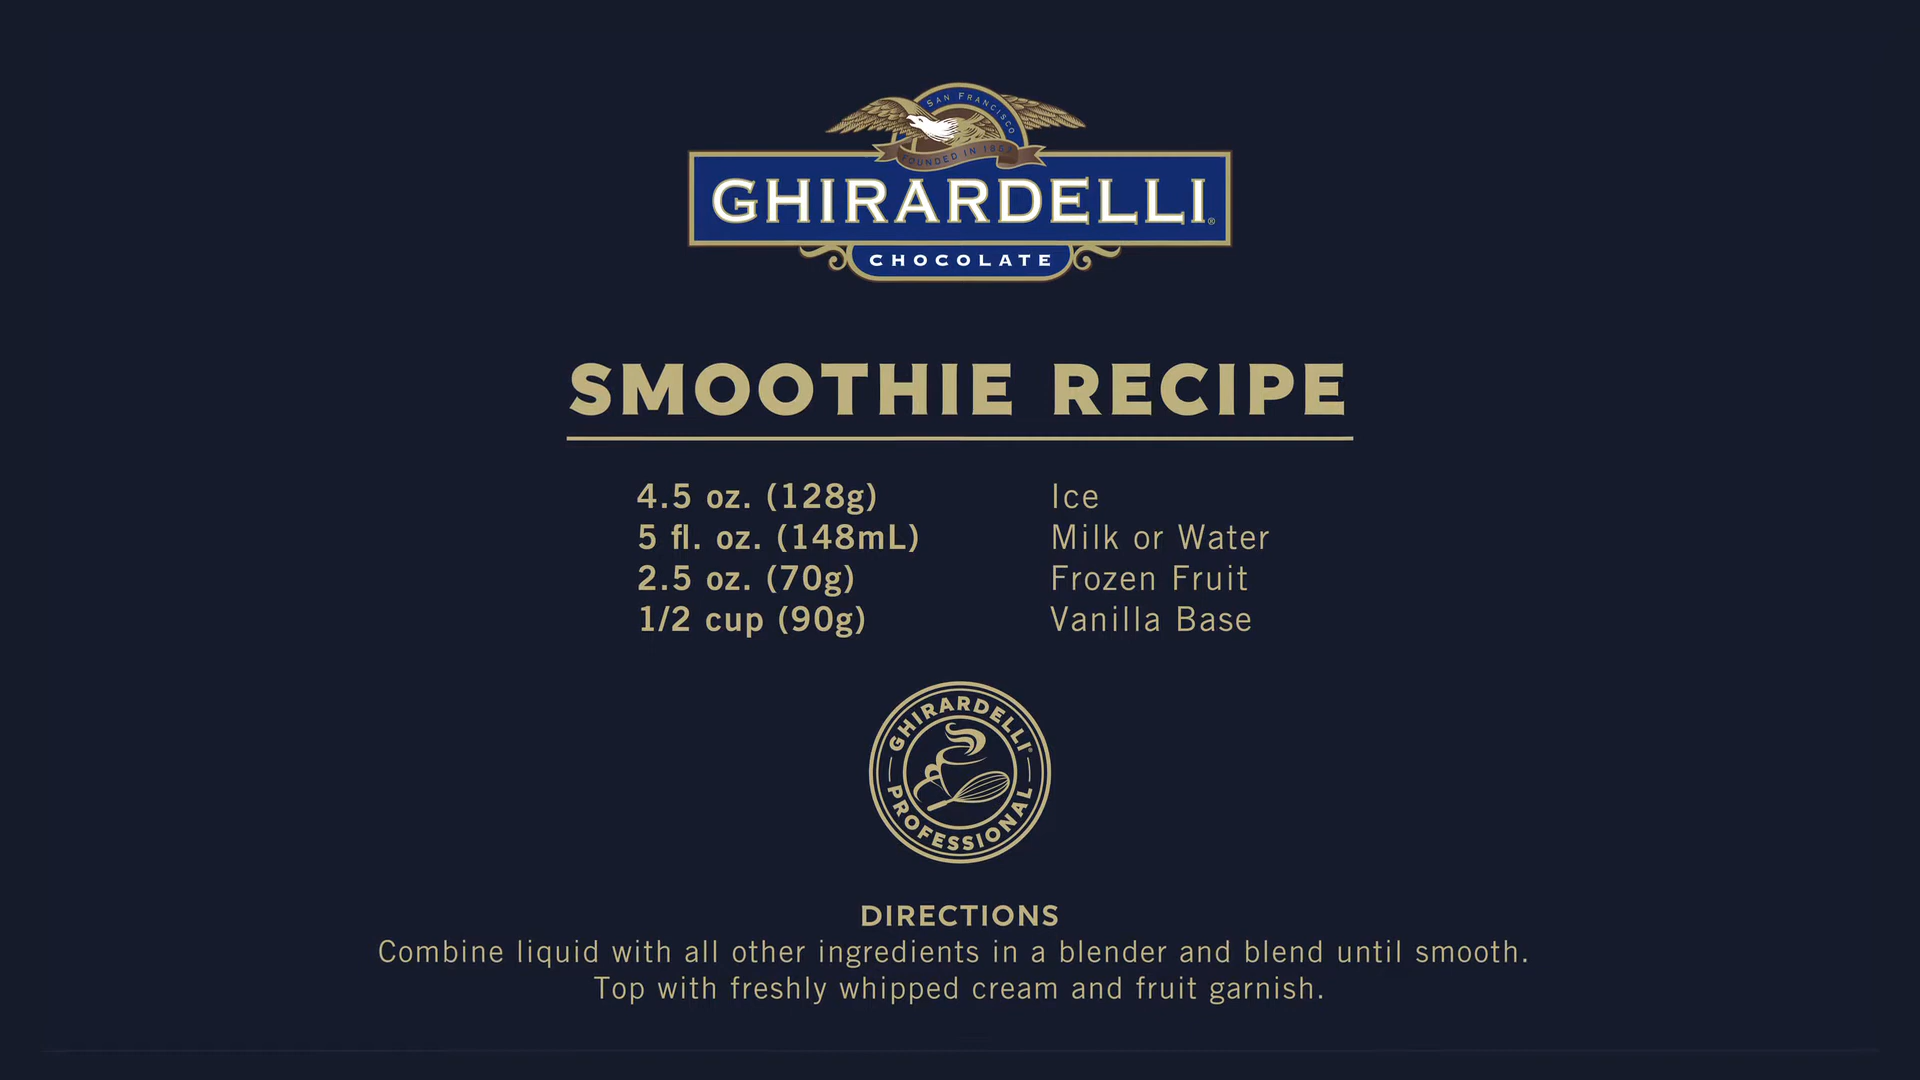 SAN FRANCISCO
FOUNDED IN 1852
GHIRARDELLI®
CHOCOLATE
SMOOTHIE RECIPE
4.5 oz. (128g) Ice
5 fl. oz. (148mL) Milk or Water
2.5 oz. (70g) Frozen Fruit
1/2 cup (90g) Vanilla Base
GHIRARDELLI®
PROFESSIONAL
DIRECTIONS
Combine liquid with all other ingredients in a blender and blend until smooth.
Top with freshly whipped cream and fruit garnish.